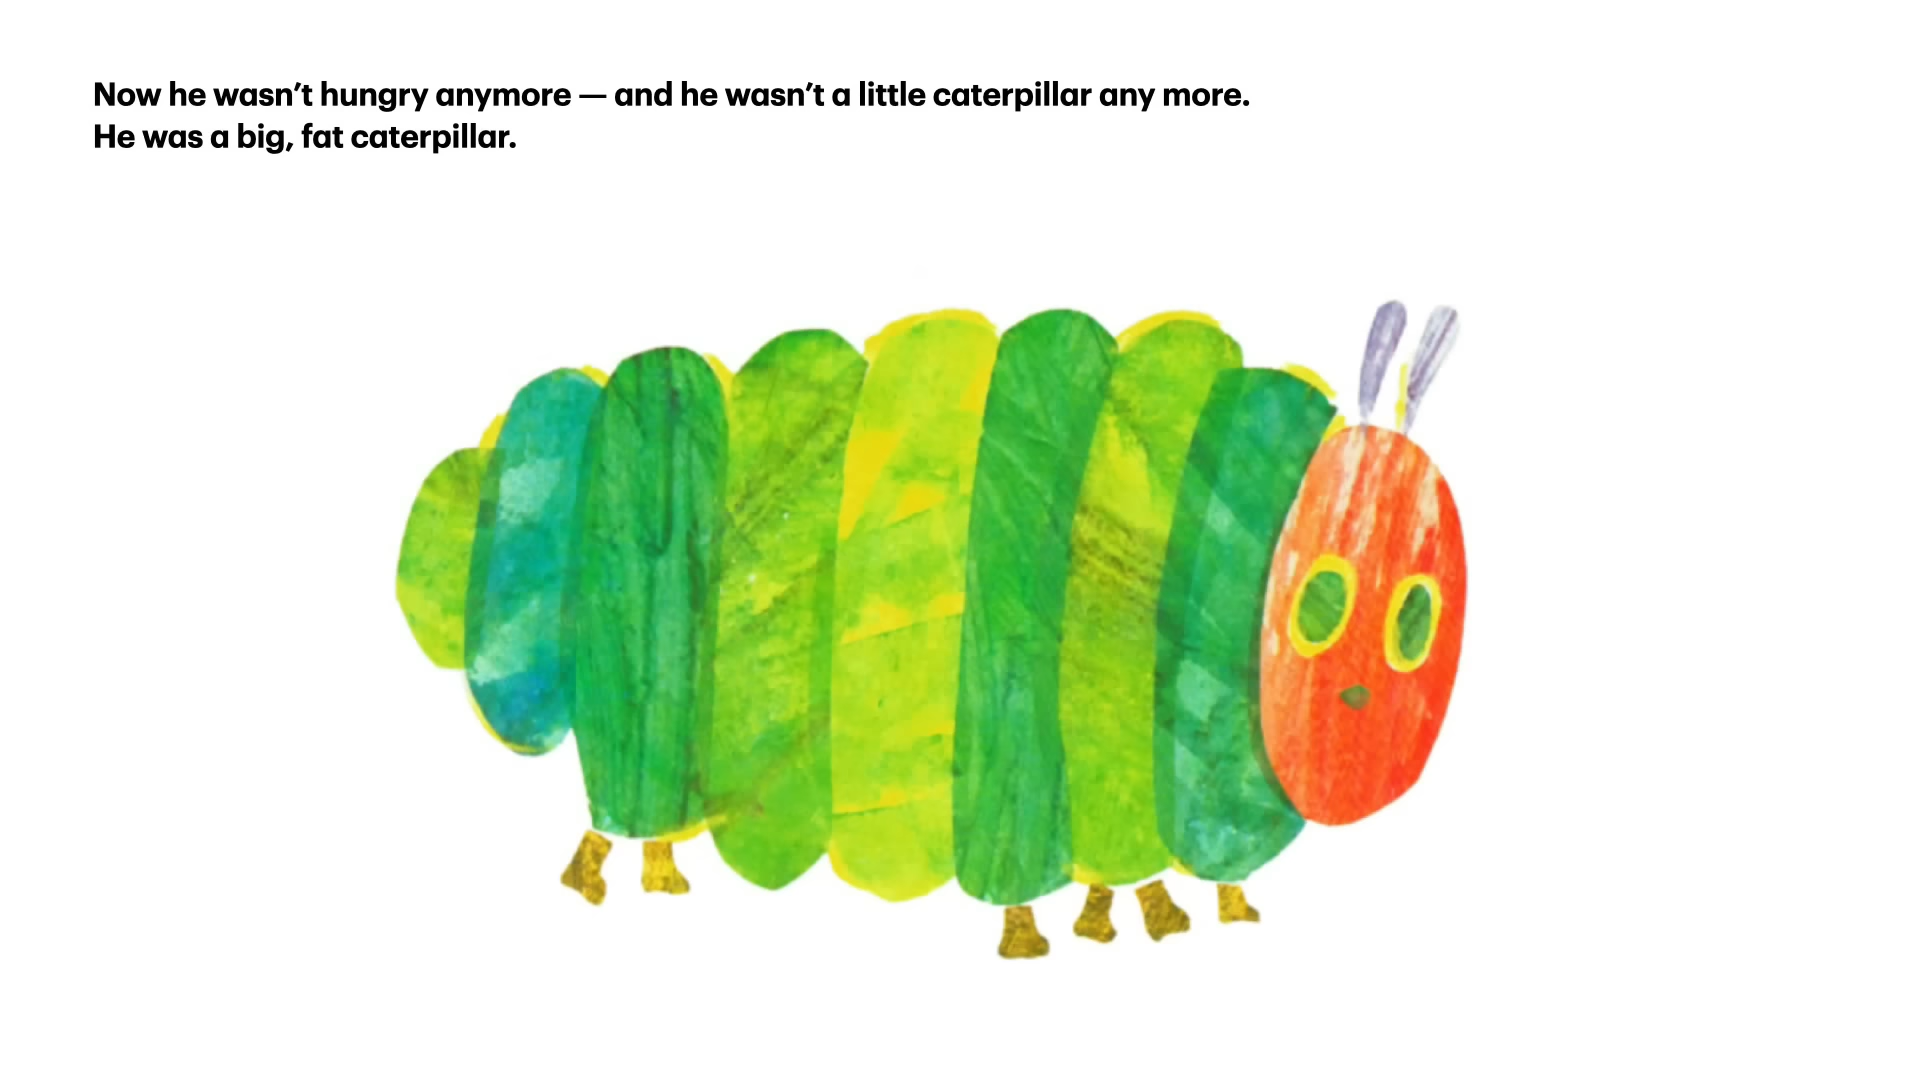 Now he wasn’t hungry anymore — and he wasn’t a little caterpillar any more.
He was a big, fat caterpillar.